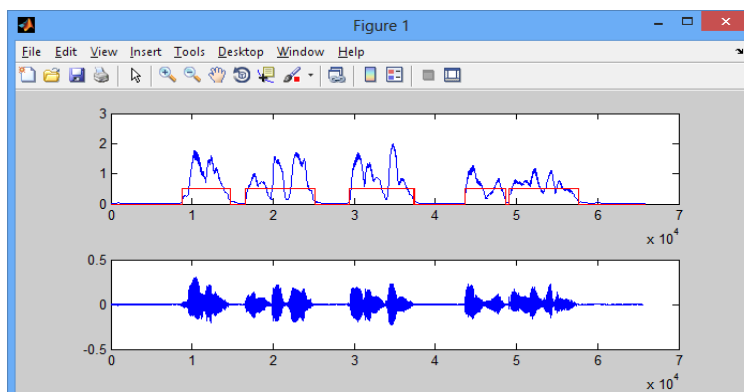 Figure 1
File Edit View Insert Tools Desktop Window Help
3
2
1
0
0 1 2 3 4 5 6 7
x 10^4
0.5
0
-0.5
0 1 2 3 4 5 6 7
x 10^4